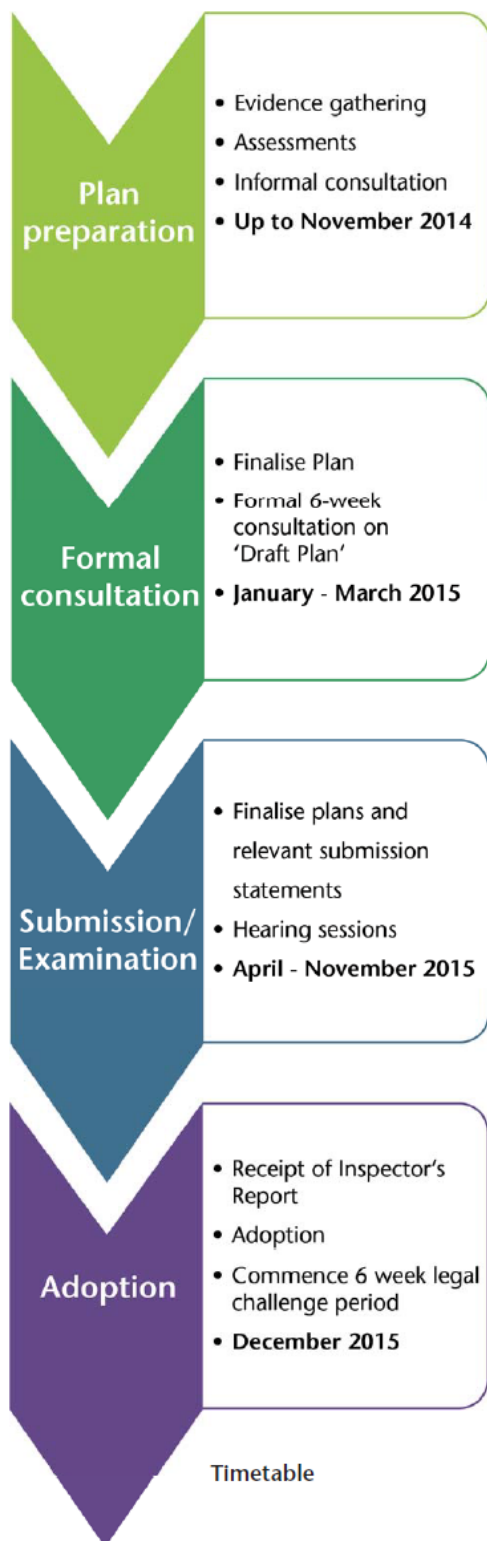 Plan
preparation
• Evidence gathering
• Assessments
• Informal consultation
• Up to November 2014
Formal
consultation
• Finalise Plan
• Formal 6-week
consultation on
'Draft Plan'
• January - March 2015
Submission/
Examination
• Finalise plans and
relevant submission
statements
• Hearing sessions
• April - November 2015
Adoption
• Receipt of Inspector's
Report
• Adoption
• Commence 6 week legal
challenge period
• December 2015
Timetable